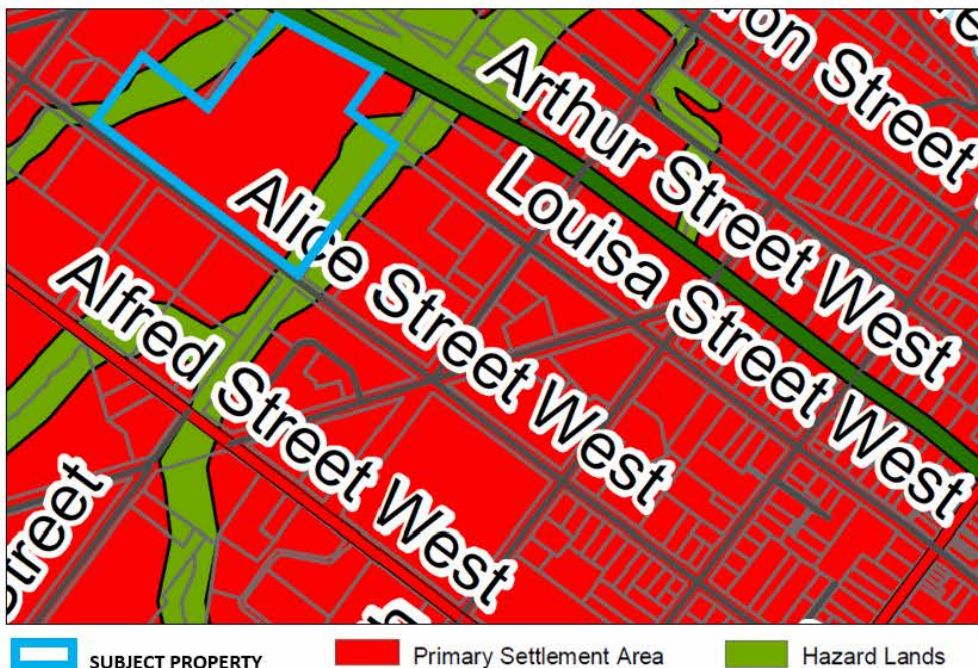 Arthur Street West
Louisa Street West
Alice Street West
Alfred Street West
Street
SUBJECT PROPERTY
Primary Settlement Area
Hazard Lands